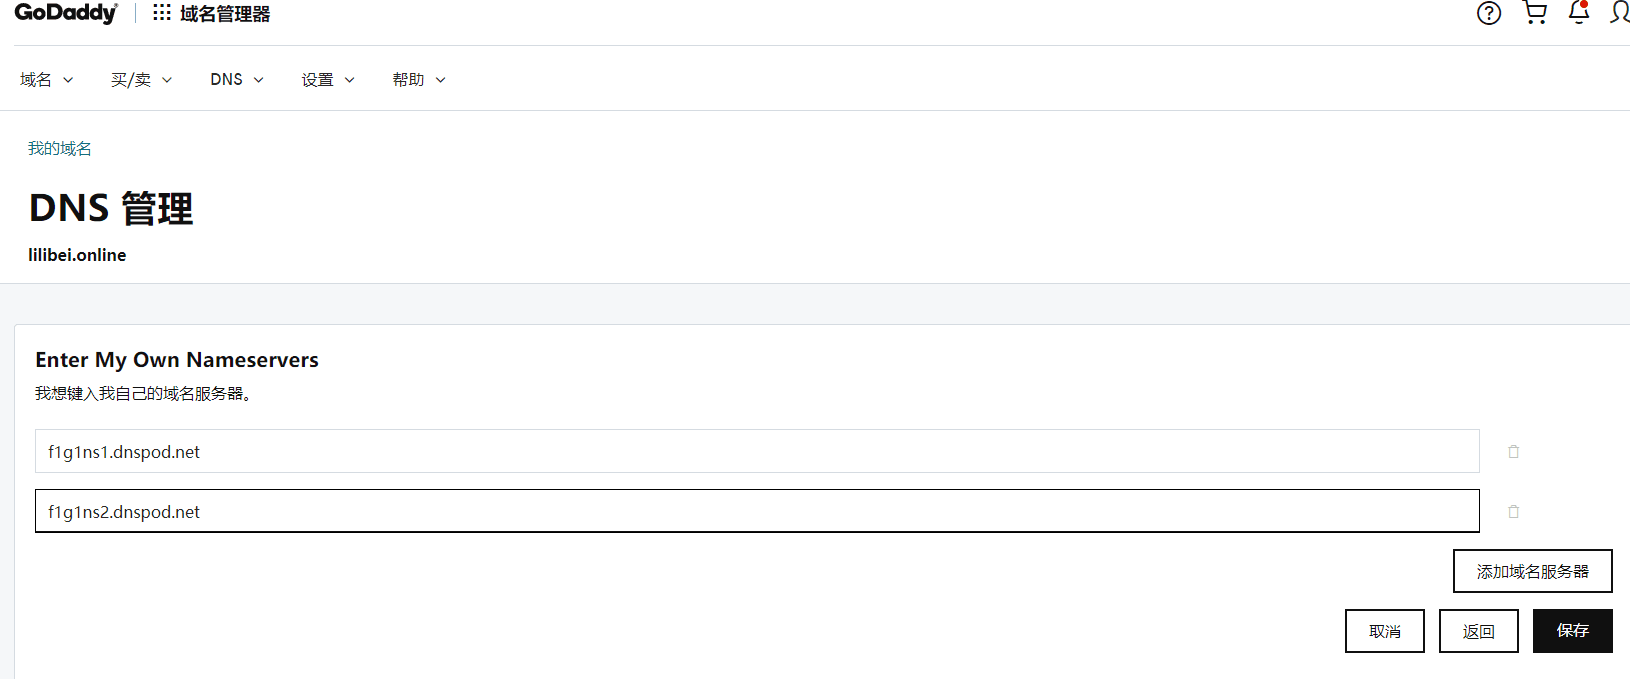 GoDaddy 域名管理器
域名 买/卖 DNS 设置 帮助
我的域名
DNS 管理
lilibei.online
Enter My Own Nameservers
我想键入我自己的域名服务器。
f1g1ns1.dnspod.net
f1g1ns2.dnspod.net
添加域名服务器
取消 返回 保存